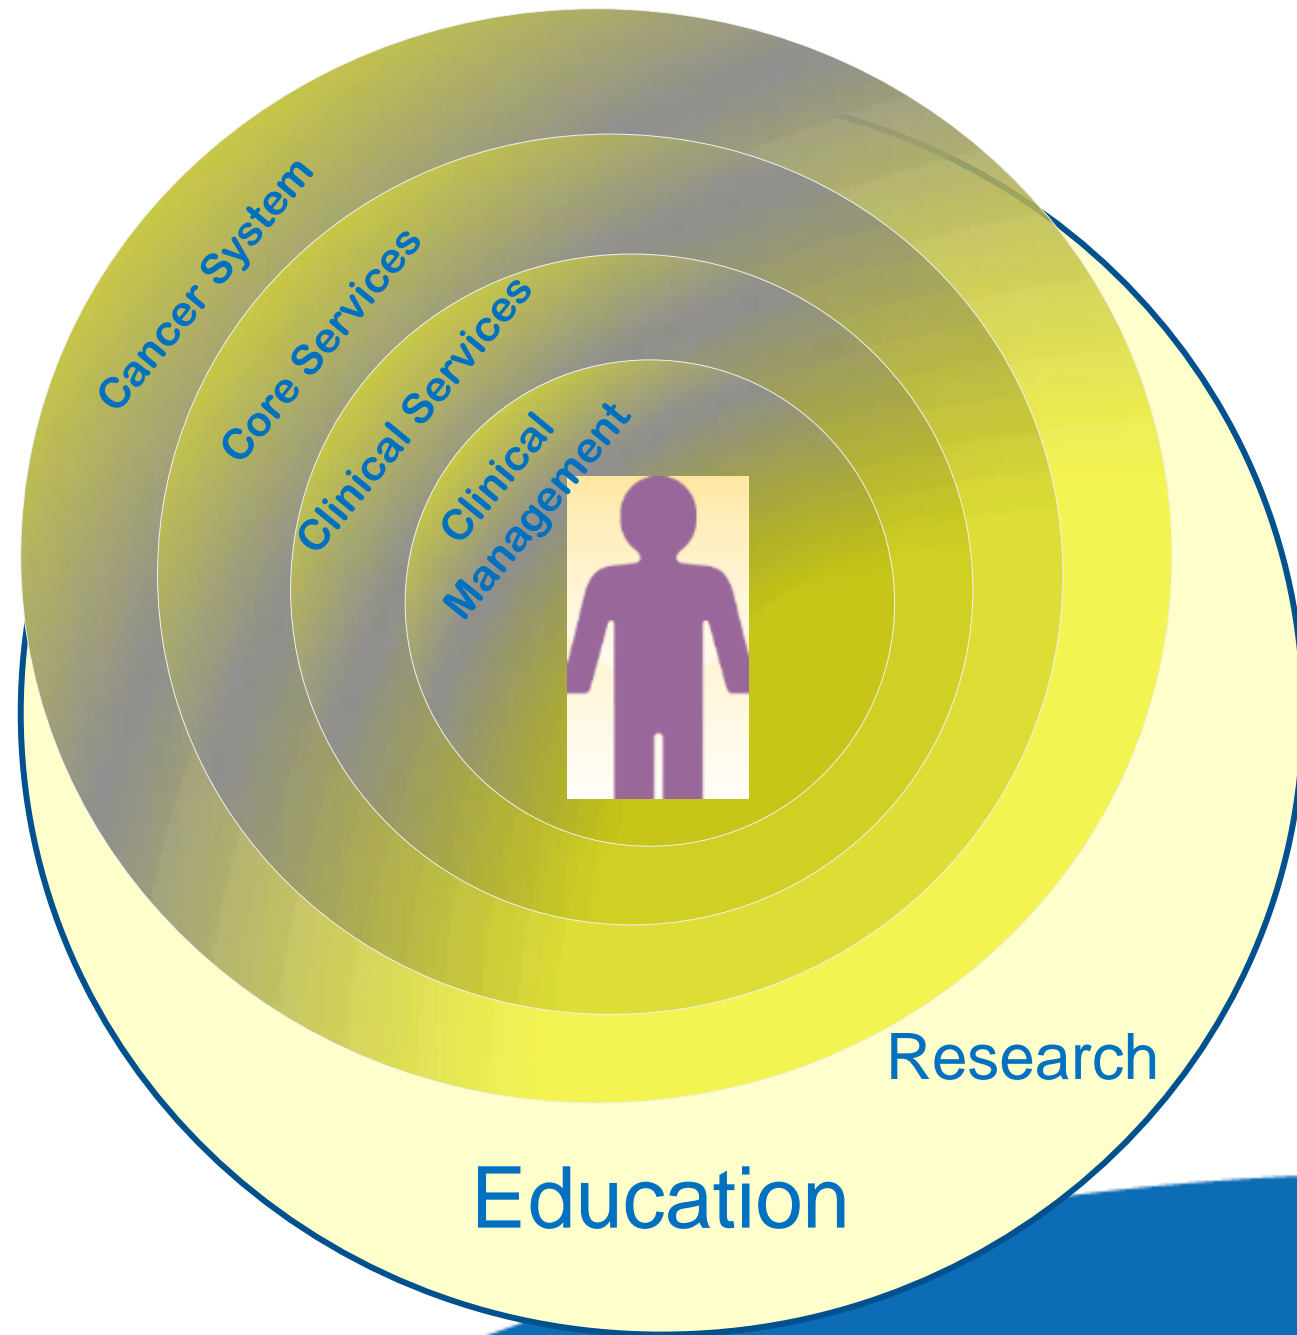 Cancer System
Core Services
Clinical Services
Clinical
Management
Research
Education